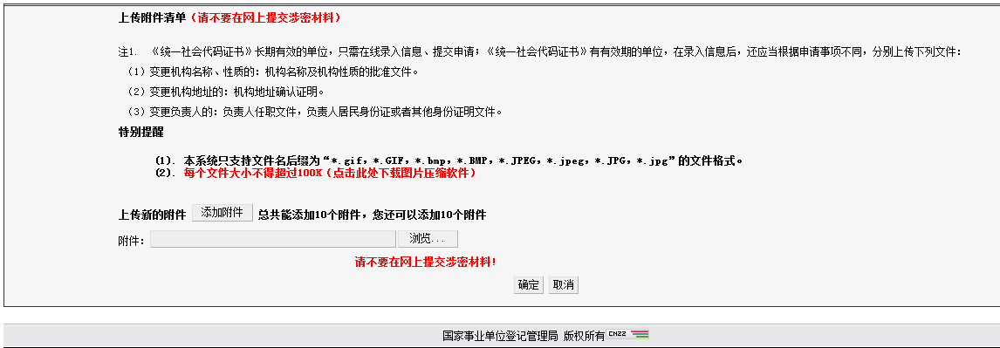 上传附件清单（请不要在网上提交涉密材料）
注1. 《统一社会代码证书》长期有效的单位，只需在线录入信息、提交申请；《统一社会代码证书》有有效期的单位，在录入信息后，还应当根据申请事项不同，分别上传下列文件：
（1）变更机构名称、性质的：机构名称及机构性质的批准文件。
（2）变更机构地址的：机构地址确认证明。
（3）变更负责人的：负责人任职文件，负责人居民身份证或者其他身份证明文件。
特别提醒
(1). 本系统只支持文件名后缀为“*.gif，*.GIF，*.bmp，*.BMP，*.JPEG，*.jpeg，*.JPG，*.jpg”的文件格式。
(2). 每个文件大小不得超过100K（点击此处下载图片压缩软件）
上传新的附件 添加附件 总共能添加10个附件，您还可以添加10个附件
附件： 浏览...
请不要在网上提交涉密材料!
确定 取消
国家事业单位登记管理局 版权所有 CNZZ